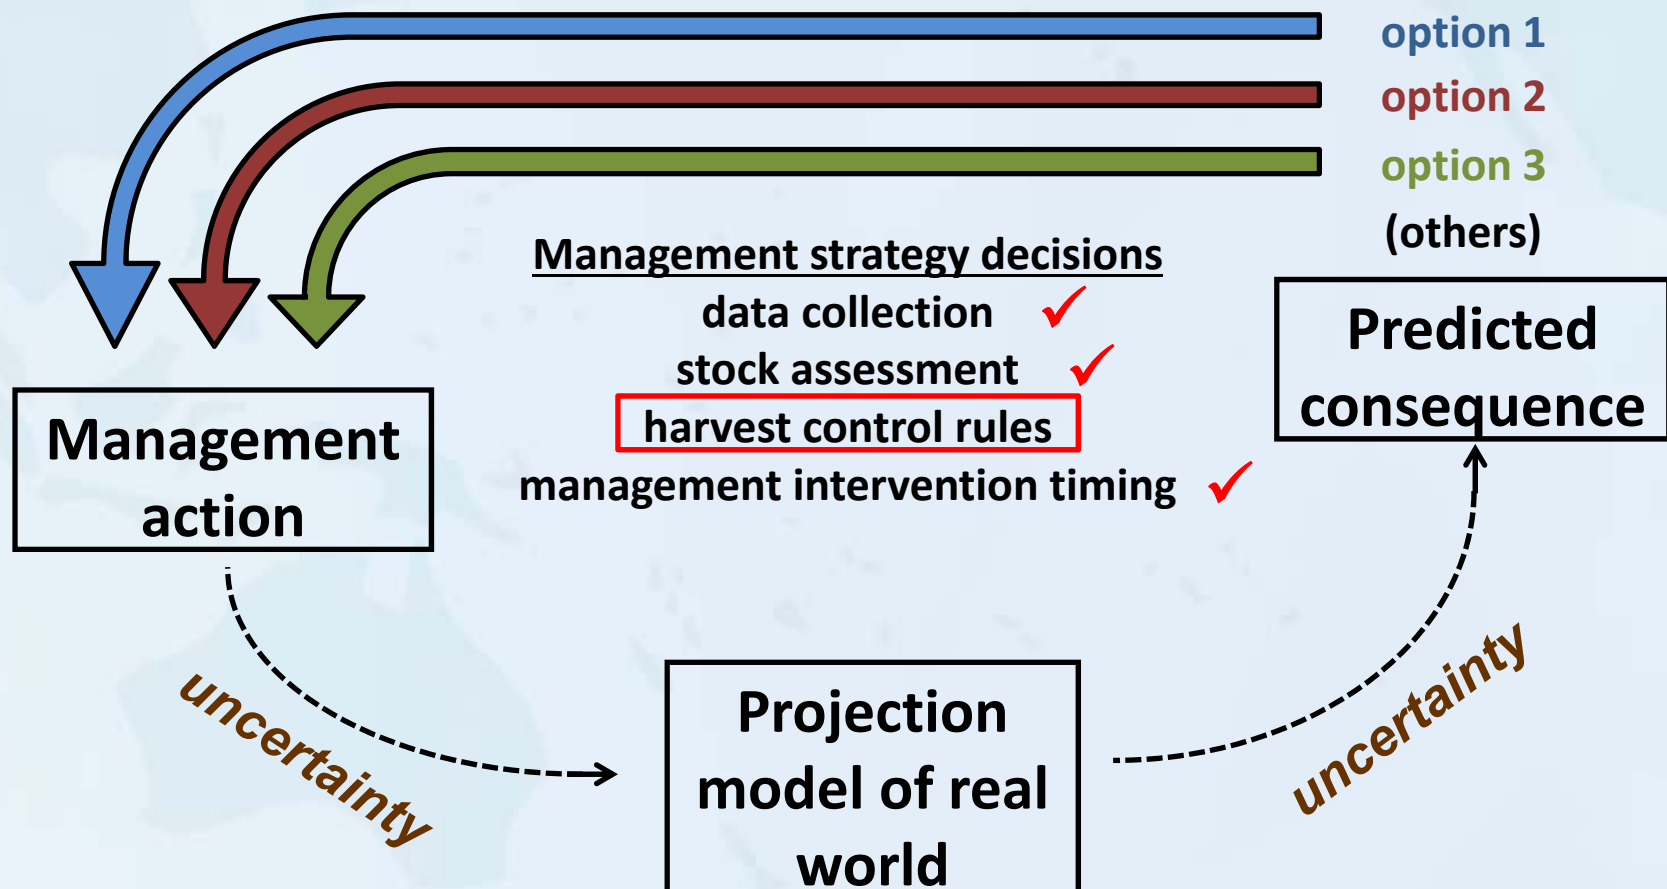 option 1
option 2
option 3
(others)
Management strategy decisions
data collection
stock assessment
harvest control rules
management intervention timing
Predicted
consequence
Management
action
uncertainty
Projection
model of real
world
uncertainty